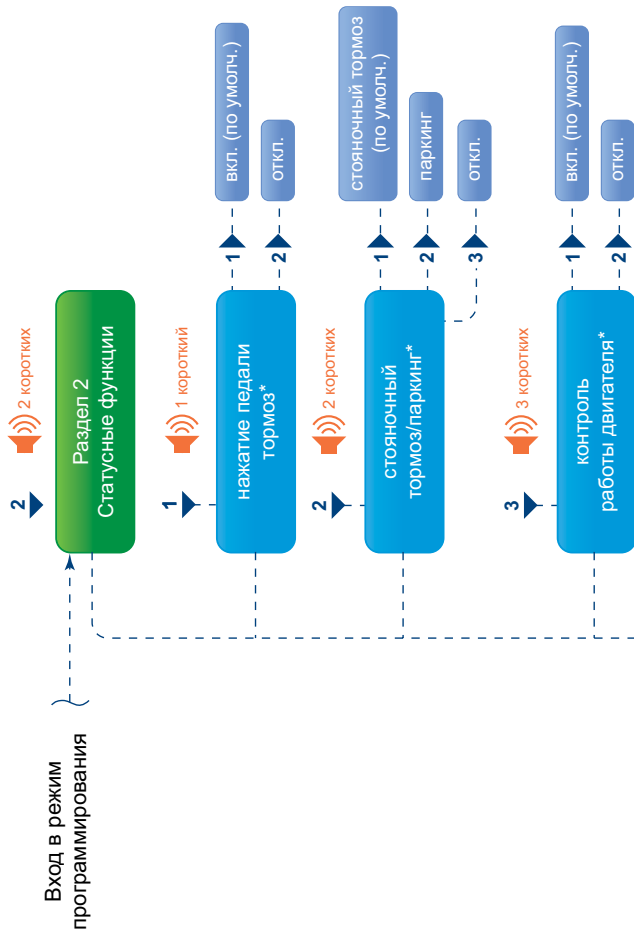 Вход в режим
программирования
2
2 коротких
Раздел 2
Статусные функции
1
1 короткий
нажатие педали
тормоз*
1
вкл. (по умолч.)
2
откл.
2
2 коротких
стояночный
тормоз/паркинг*
1
стояночный тормоз
(по умолч.)
2
паркинг
3
откл.
3
3 коротких
контроль
работы двигателя*
1
вкл. (по умолч.)
2
откл.